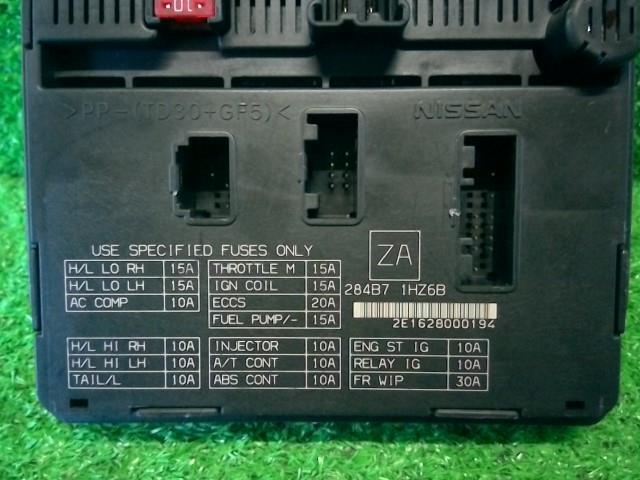 10
>PP-(TD30+GF5)<
NISSAN
USE SPECIFIED FUSES ONLY
ZA
H/L LO RH 15A
H/L LO LH 15A
AC COMP 10A
THROTTLE M 15A
IGN COIL 15A
ECCS 20A
FUEL PUMP/- 15A
284B7 1HZ6B
2E1628000194
H/L HI RH 10A
H/L HI LH 10A
TAIL/L 10A
INJECTOR 10A
A/T CONT 10A
ABS CONT 10A
ENG ST IG 10A
RELAY IG 10A
FR WIP 30A